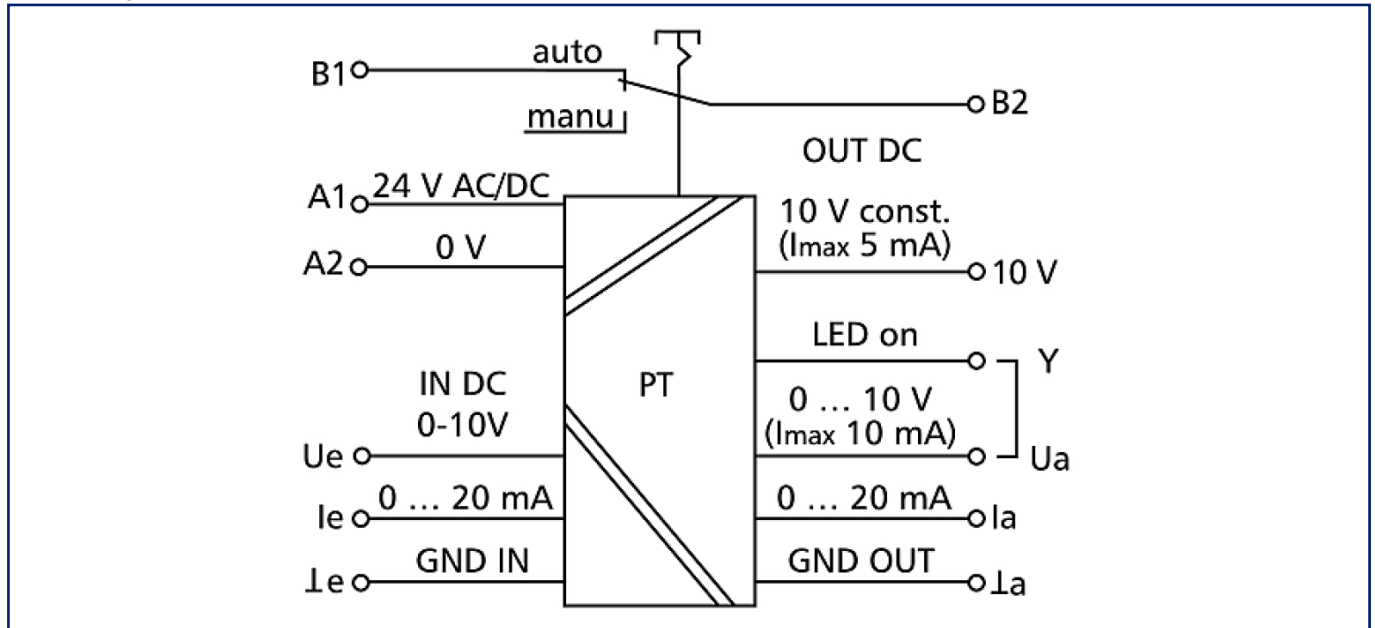 auto
B1
B2
manu
OUT DC
A1
24 V AC/DC
10 V const.
(Imax 5 mA)
A2
0 V
10 V
LED on
Y
IN DC
0-10V
PT
0 ... 10 V
(Imax 10 mA)
Ue
Ua
0 ... 20 mA
Ie
0 ... 20 mA
Ia
GND IN
⊥e
GND OUT
⊥a